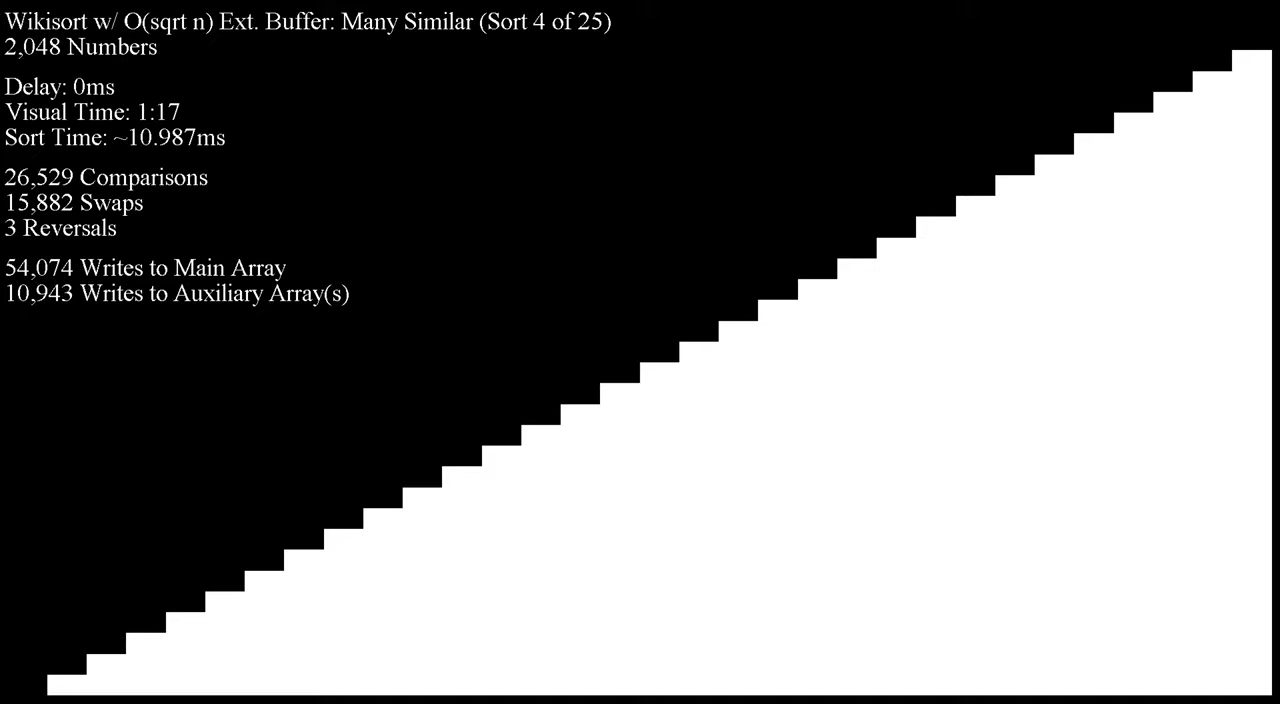 Wikisort w/ O(sqrt n) Ext. Buffer: Many Similar (Sort 4 of 25)
2,048 Numbers
Delay: 0ms
Visual Time: 1:17
Sort Time: ~10.987ms
26,529 Comparisons
15,882 Swaps
3 Reversals
54,074 Writes to Main Array
10,943 Writes to Auxiliary Array(s)